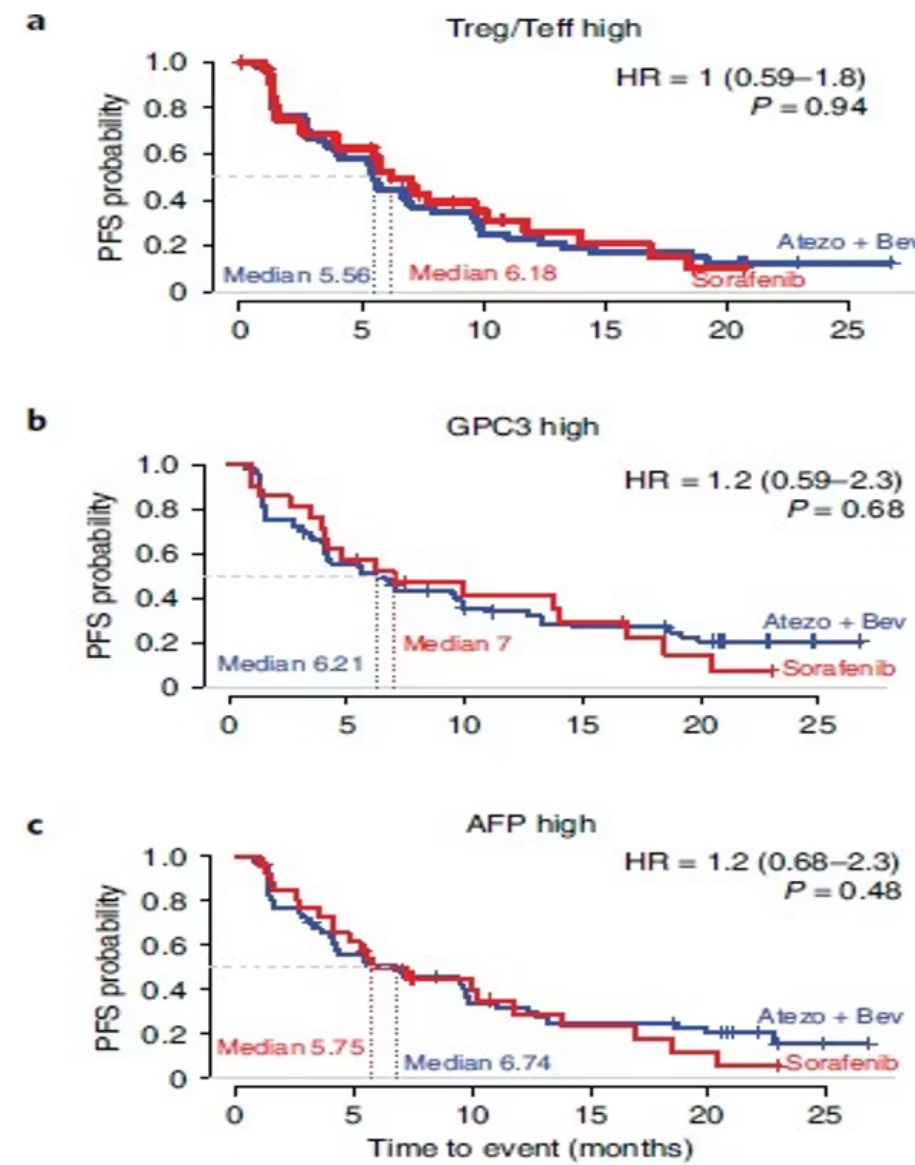 a
Treg/Teff high
HR = 1 (0.59–1.8)
P = 0.94
PFS probability
1.0
0.8
0.6
0.4
0.2
0
Median 5.56
Median 6.18
Atezo + Bev
Sorafenib
0 5 10 15 20 25
b
GPC3 high
HR = 1.2 (0.59–2.3)
P = 0.68
PFS probability
1.0
0.8
0.6
0.4
0.2
0
Median 6.21
Median 7
Atezo + Bev
Sorafenib
0 5 10 15 20 25
c
AFP high
HR = 1.2 (0.68–2.3)
P = 0.48
PFS probability
1.0
0.8
0.6
0.4
0.2
0
Median 5.75
Median 6.74
Atezo + Bev
Sorafenib
0 5 10 15 20 25
Time to event (months)